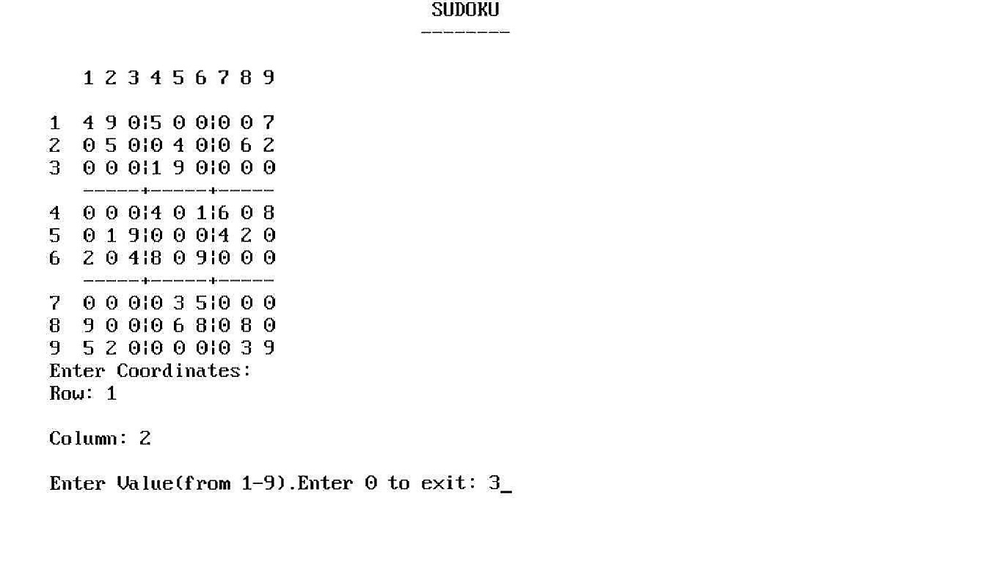 SUDOKU
--------
1 2 3 4 5 6 7 8 9
1 4 9 0¦5 0 0¦0 0 7
2 0 5 0¦0 4 0¦0 6 2
3 0 0 0¦1 9 0¦0 0 0
-----+-----+-----
4 0 0 0¦4 0 1¦6 0 8
5 0 1 9¦0 0 0¦4 2 0
6 2 0 4¦8 0 9¦0 0 0
-----+-----+-----
7 0 0 0¦0 3 5¦0 0 0
8 9 0 0¦0 6 8¦0 8 0
9 5 2 0¦0 0 0¦0 3 9
Enter Coordinates:
Row: 1
Column: 2
Enter Value(from 1-9).Enter 0 to exit: 3_